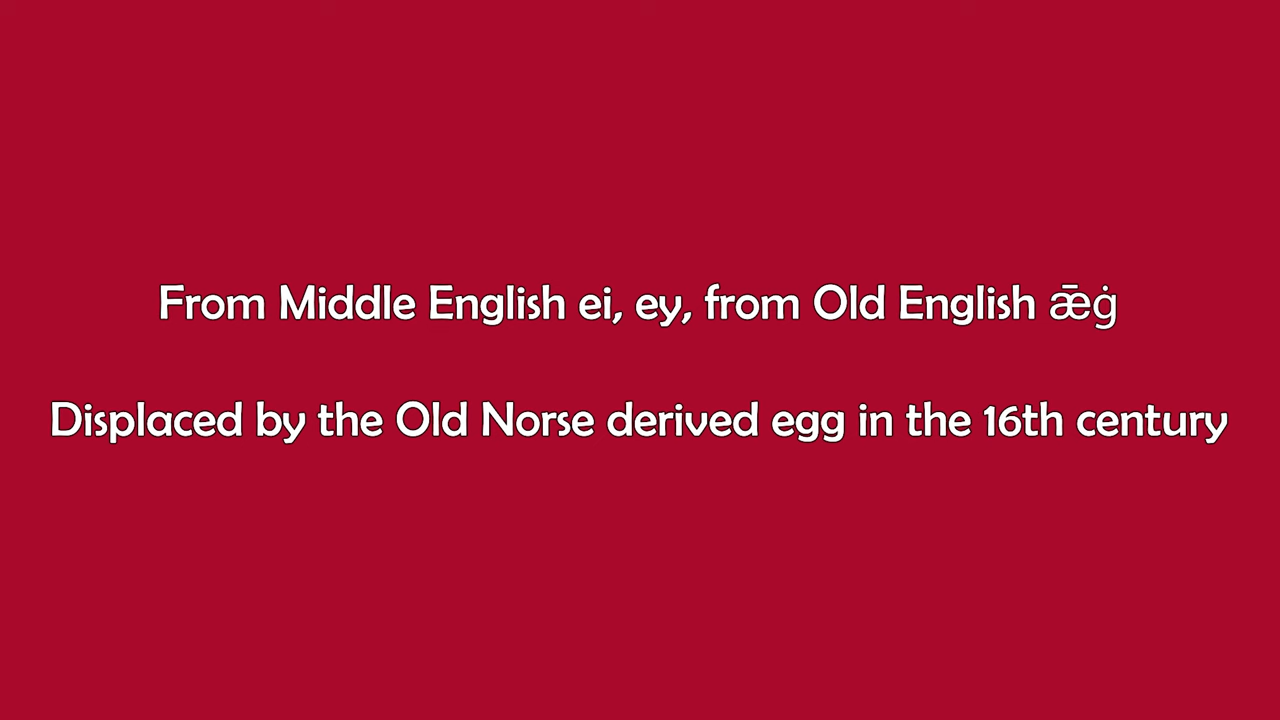 From Middle English ei, ey, from Old English ǣġ
Displaced by the Old Norse derived egg in the 16th century